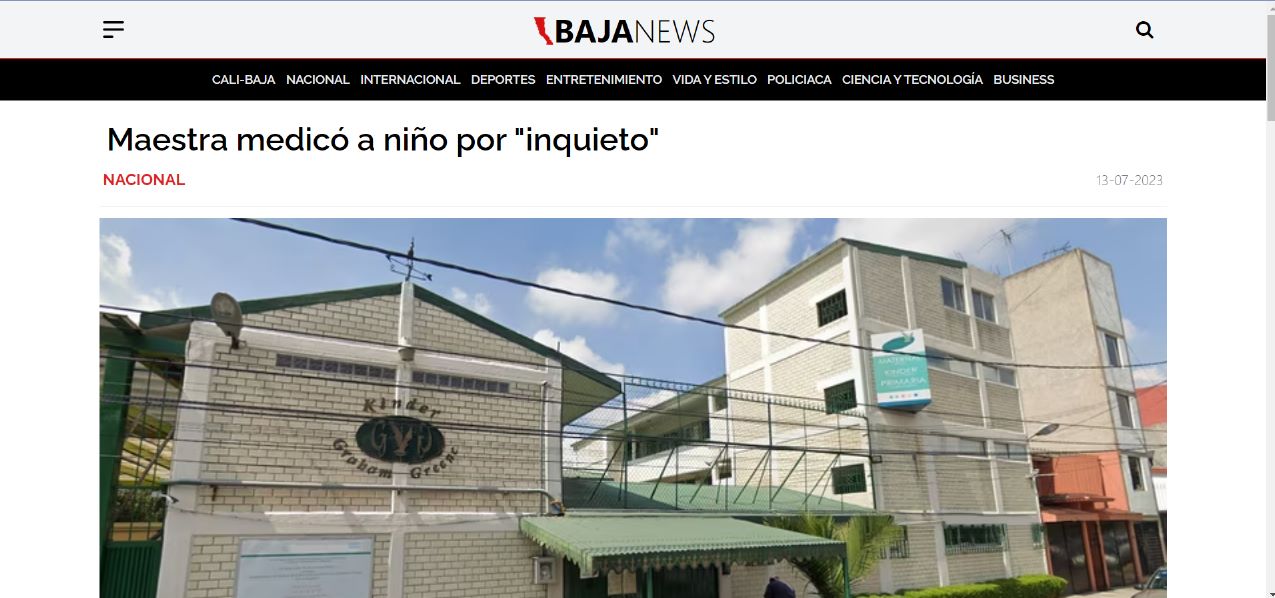 BAJANEWS
CALI-BAJA NACIONAL INTERNACIONAL DEPORTES ENTRETENIMIENTO VIDA Y ESTILO POLICIACA CIENCIA Y TECNOLOGÍA BUSINESS
Maestra medicó a niño por "inquieto"
NACIONAL
13-07-2023
MATERNAL
KINDER
PRIMARIA
Kinder
Graham Greene